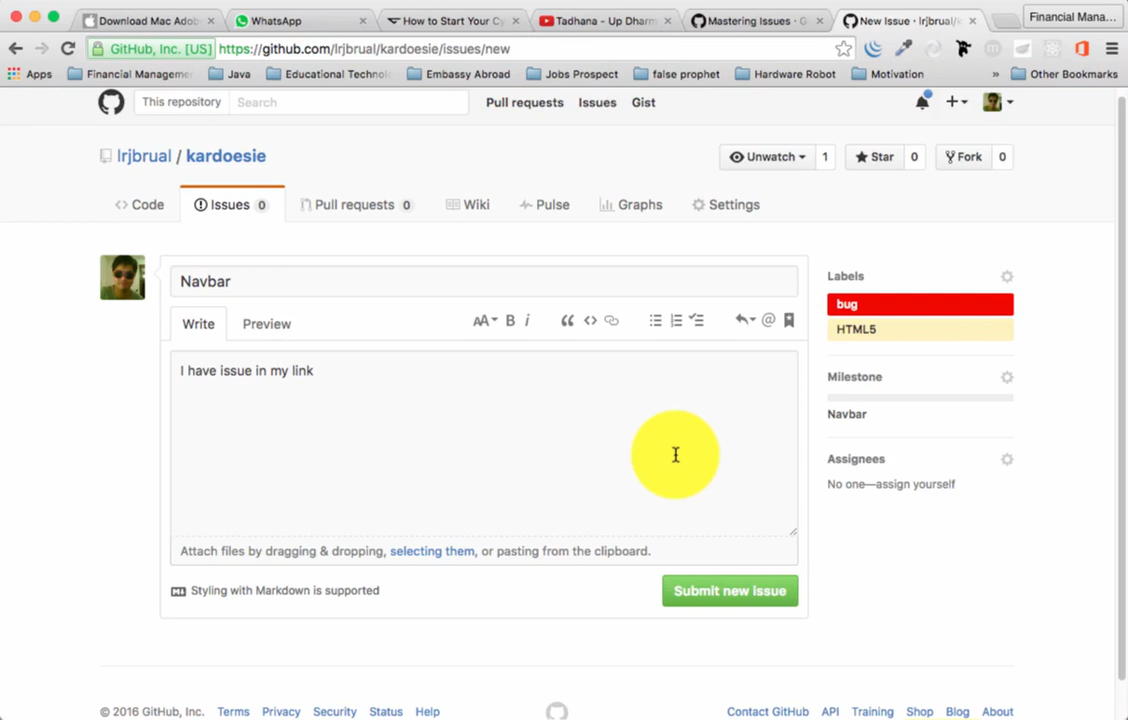 Download Mac Adob
WhatsApp
How to Start Your Cy
Tadhana - Up Dharm
Mastering Issues · G
New Issue · lrjbrual/k
Financial Mana...
GitHub, Inc. [US] https://github.com/lrjbrual/kardoesie/issues/new
Apps Financial Manageme Java Educational Techno Embassy Abroad Jobs Prospect false prophet Hardware Robot Motivation » Other Bookmarks
This repository Search Pull requests Issues Gist
lrjbrual / kardoesie
Unwatch 1 Star 0 Fork 0
Code Issues 0 Pull requests 0 Wiki Pulse Graphs Settings
Navbar
Write Preview AA B i
I have issue in my link
Attach files by dragging & dropping, selecting them, or pasting from the clipboard.
Styling with Markdown is supported
Submit new issue
Labels
bug
HTML5
Milestone
Navbar
Assignees
No one—assign yourself
© 2016 GitHub, Inc. Terms Privacy Security Status Help
Contact GitHub API Training Shop Blog About